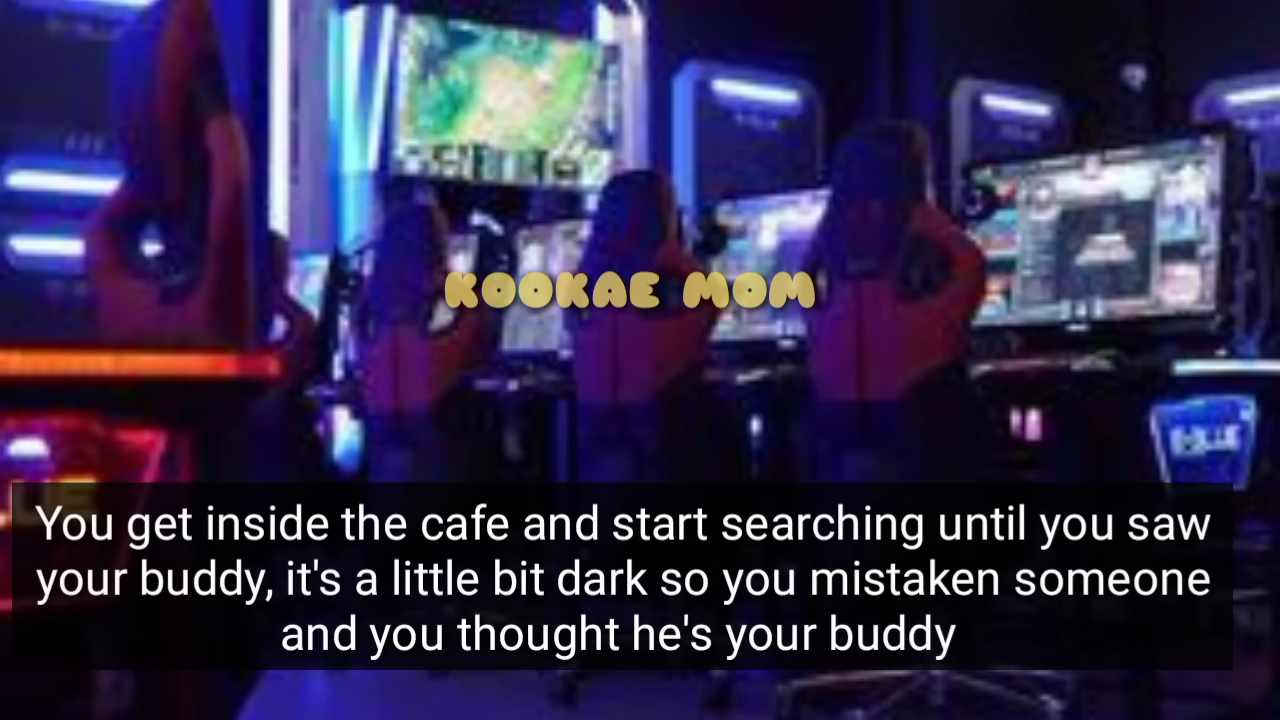 KOOKAE MOM
You get inside the cafe and start searching until you saw
your buddy, it's a little bit dark so you mistaken someone
and you thought he's your buddy